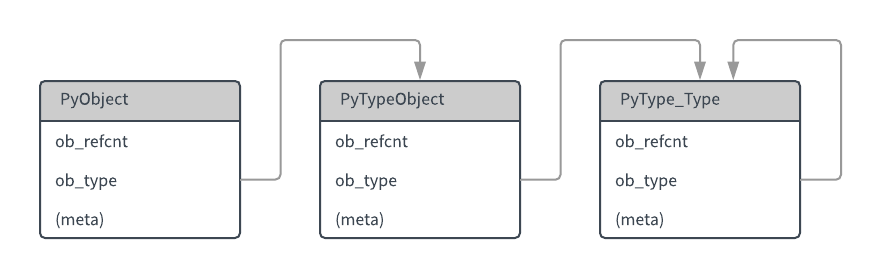 PyObject
ob_refcnt
ob_type
(meta)
PyTypeObject
ob_refcnt
ob_type
(meta)
PyType_Type
ob_refcnt
ob_type
(meta)